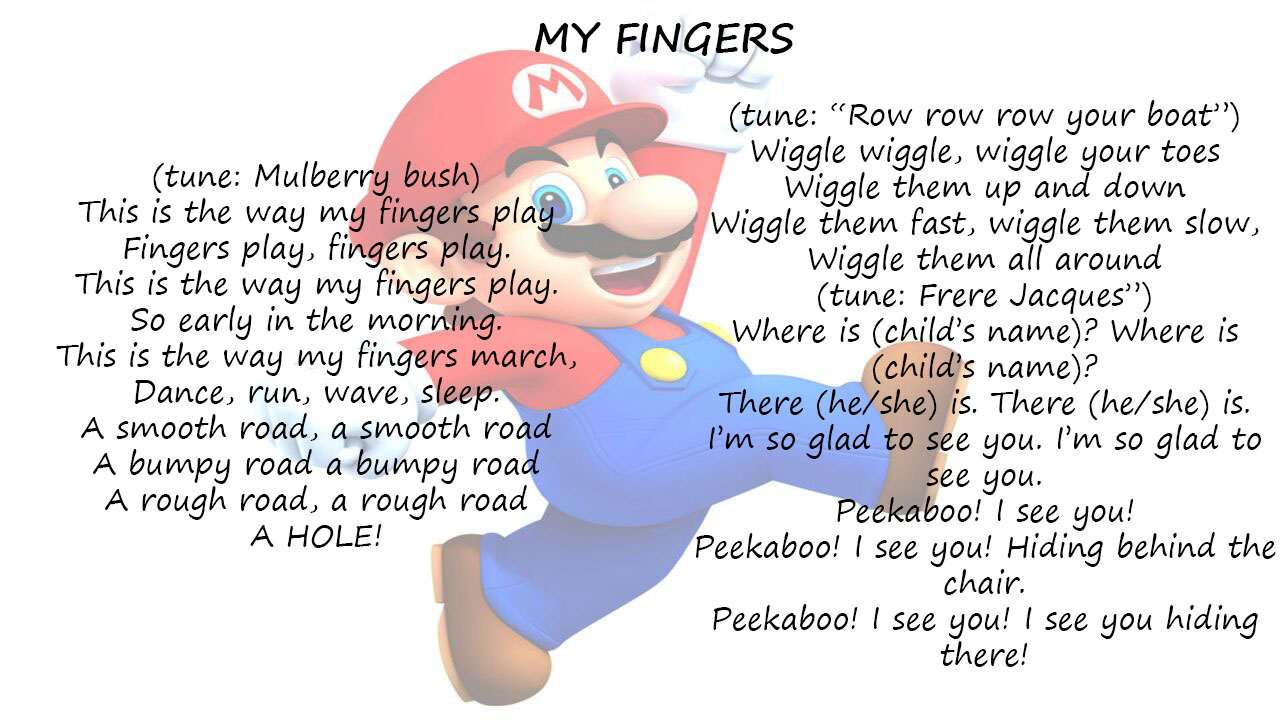 MY FINGERS
(tune: Mulberry bush)
This is the way my fingers play
Fingers play, fingers play.
This is the way my fingers play.
So early in the morning.
This is the way my fingers march,
Dance, run, wave, sleep.
A smooth road, a smooth road
A bumpy road a bumpy road
A rough road, a rough road
A HOLE!
(tune: “Row row row your boat”)
Wiggle wiggle, wiggle your toes
Wiggle them up and down
Wiggle them fast, wiggle them slow,
Wiggle them all around
(tune: Frere Jacques”)
Where is (child’s name)? Where is
(child’s name)?
There (he/she) is. There (he/she) is.
I’m so glad to see you. I’m so glad to
see you.
Peekaboo! I see you!
Peekaboo! I see you! Hiding behind the
chair.
Peekaboo! I see you! I see you hiding
there!
M